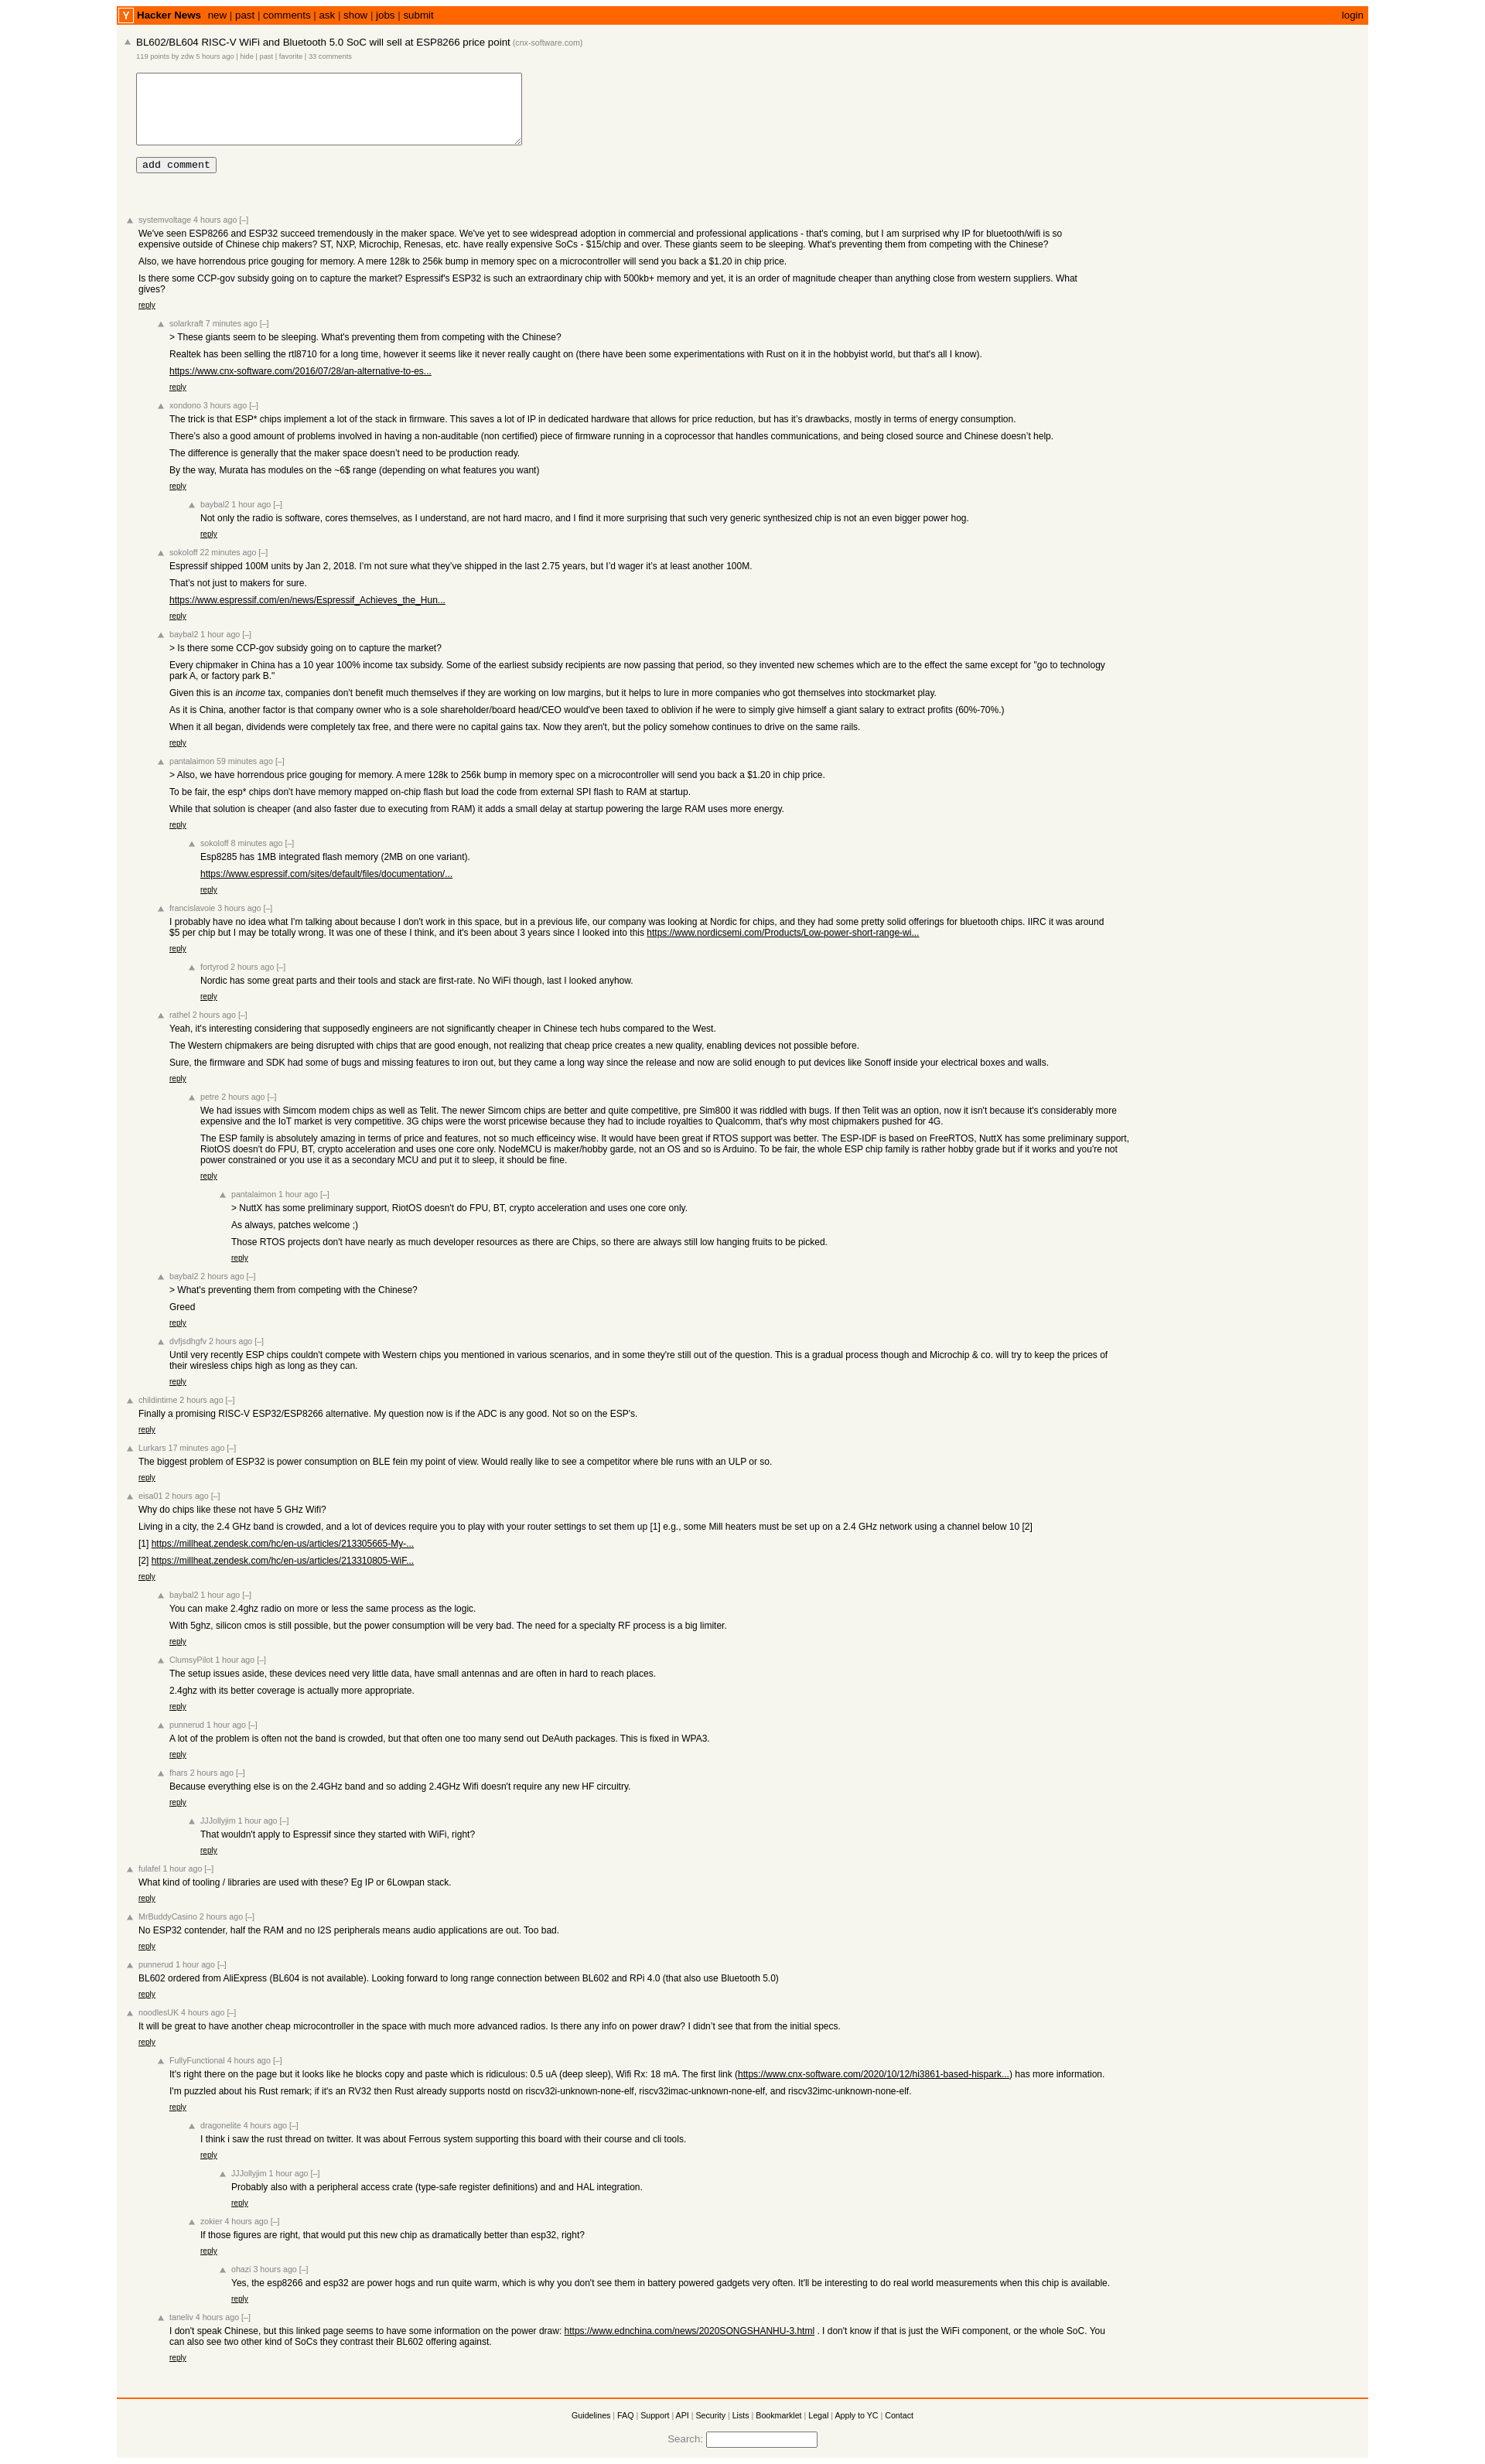 Y Hacker News new | past | comments | ask | show | jobs | submit login
BL602/BL604 RISC-V WiFi and Bluetooth 5.0 SoC will sell at ESP8266 price point (cnx-software.com)
119 points by zdw 5 hours ago | hide | past | favorite | 33 comments
add comment
systemvoltage 4 hours ago [–]
We've seen ESP8266 and ESP32 succeed tremendously in the maker space. We've yet to see widespread adoption in commercial and professional applications - that's coming, but I am surprised why IP for bluetooth/wifi is so
expensive outside of Chinese chip makers? ST, NXP, Microchip, Renesas, etc. have really expensive SoCs - $15/chip and over. These giants seem to be sleeping. What's preventing them from competing with the Chinese?
Also, we have horrendous price gouging for memory. A mere 128k to 256k bump in memory spec on a microcontroller will send you back a $1.20 in chip price.
Is there some CCP-gov subsidy going on to capture the market? Espressif's ESP32 is such an extraordinary chip with 500kb+ memory and yet, it is an order of magnitude cheaper than anything close from western suppliers. What
gives?
reply
solarkraft 7 minutes ago [–]
> These giants seem to be sleeping. What's preventing them from competing with the Chinese?
Realtek has been selling the rtl8710 for a long time, however it seems like it never really caught on (there have been some experimentations with Rust on it in the hobbyist world, but that's all I know).
https://www.cnx-software.com/2016/07/28/an-alternative-to-es...
reply
xondono 3 hours ago [–]
The trick is that ESP* chips implement a lot of the stack in firmware. This saves a lot of IP in dedicated hardware that allows for price reduction, but has it's drawbacks, mostly in terms of energy consumption.
There's also a good amount of problems involved in having a non-auditable (non certified) piece of firmware running in a coprocessor that handles communications, and being closed source and Chinese doesn't help.
The difference is generally that the maker space doesn't need to be production ready.
By the way, Murata has modules on the ~6$ range (depending on what features you want)
reply
baybal2 1 hour ago [–]
Not only the radio is software, cores themselves, as I understand, are not hard macro, and I find it more surprising that such very generic synthesized chip is not an even bigger power hog.
reply
sokoloff 22 minutes ago [–]
Espressif shipped 100M units by Jan 2, 2018. I'm not sure what they've shipped in the last 2.75 years, but I'd wager it's at least another 100M.
That's not just to makers for sure.
https://www.espressif.com/en/news/Espressif_Achieves_the_Hun...
reply
baybal2 1 hour ago [–]
> Is there some CCP-gov subsidy going on to capture the market?
Every chipmaker in China has a 10 year 100% income tax subsidy. Some of the earliest subsidy recipients are now passing that period, so they invented new schemes which are to the effect the same except for "go to technology
park A, or factory park B."
Given this is an income tax, companies don't benefit much themselves if they are working on low margins, but it helps to lure in more companies who got themselves into stockmarket play.
As it is China, another factor is that company owner who is a sole shareholder/board head/CEO would've been taxed to oblivion if he were to simply give himself a giant salary to extract profits (60%-70%.)
When it all began, dividends were completely tax free, and there were no capital gains tax. Now they aren't, but the policy somehow continues to drive on the same rails.
reply
pantalaimon 59 minutes ago [–]
> Also, we have horrendous price gouging for memory. A mere 128k to 256k bump in memory spec on a microcontroller will send you back a $1.20 in chip price.
To be fair, the esp* chips don't have memory mapped on-chip flash but load the code from external SPI flash to RAM at startup.
While that solution is cheaper (and also faster due to executing from RAM) it adds a small delay at startup powering the large RAM uses more energy.
reply
sokoloff 8 minutes ago [–]
Esp8285 has 1MB integrated flash memory (2MB on one variant).
https://www.espressif.com/sites/default/files/documentation/...
reply
francislavoie 3 hours ago [–]
I probably have no idea what I'm talking about because I don't work in this space, but in a previous life, our company was looking at Nordic for chips, and they had some pretty solid offerings for bluetooth chips. IIRC it was around
$5 per chip but I may be totally wrong. It was one of these I think, and it's been about 3 years since I looked into this https://www.nordicsemi.com/Products/Low-power-short-range-wi...
reply
fortyrod 2 hours ago [–]
Nordic has some great parts and their tools and stack are first-rate. No WiFi though, last I looked anyhow.
reply
rathel 2 hours ago [–]
Yeah, it's interesting considering that supposedly engineers are not significantly cheaper in Chinese tech hubs compared to the West.
The Western chipmakers are being disrupted with chips that are good enough, not realizing that cheap price creates a new quality, enabling devices not possible before.
Sure, the firmware and SDK had some of bugs and missing features to iron out, but they came a long way since the release and now are solid enough to put devices like Sonoff inside your electrical boxes and walls.
reply
petre 2 hours ago [–]
We had issues with Simcom modem chips as well as Telit. The newer Simcom chips are better and quite competitive, pre Sim800 it was riddled with bugs. If then Telit was an option, now it isn't because it's considerably more
expensive and the IoT market is very competitive. 3G chips were the worst pricewise because they had to include royalties to Qualcomm, that's why most chipmakers pushed for 4G.
The ESP family is absolutely amazing in terms of price and features, not so much efficeincy wise. It would have been great if RTOS support was better. The ESP-IDF is based on FreeRTOS, NuttX has some preliminary support,
RiotOS doesn't do FPU, BT, crypto acceleration and uses one core only. NodeMCU is maker/hobby garde, not an OS and so is Arduino. To be fair, the whole ESP chip family is rather hobby grade but if it works and you're not
power constrained or you use it as a secondary MCU and put it to sleep, it should be fine.
reply
pantalaimon 1 hour ago [–]
> NuttX has some preliminary support, RiotOS doesn't do FPU, BT, crypto acceleration and uses one core only.
As always, patches welcome ;)
Those RTOS projects don't have nearly as much developer resources as there are Chips, so there are always still low hanging fruits to be picked.
reply
baybal2 2 hours ago [–]
> What's preventing them from competing with the Chinese?
Greed
reply
dvfjsdhgfv 2 hours ago [–]
Until very recently ESP chips couldn't compete with Western chips you mentioned in various scenarios, and in some they're still out of the question. This is a gradual process though and Microchip & co. will try to keep the prices of
their wireless chips high as long as they can.
reply
childintime 2 hours ago [–]
Finally a promising RISC-V ESP32/ESP8266 alternative. My question now is if the ADC is any good. Not so on the ESP's.
reply
Lurkars 17 minutes ago [–]
The biggest problem of ESP32 is power consumption on BLE fein my point of view. Would really like to see a competitor where ble runs with an ULP or so.
reply
eisa01 2 hours ago [–]
Why do chips like these not have 5 GHz Wifi?
Living in a city, the 2.4 GHz band is crowded, and a lot of devices require you to play with your router settings to set them up [1] e.g., some Mill heaters must be set up on a 2.4 GHz network using a channel below 10 [2]
[1] https://millheat.zendesk.com/hc/en-us/articles/213305665-My-...
[2] https://millheat.zendesk.com/hc/en-us/articles/213310805-WiF...
reply
baybal2 1 hour ago [–]
You can make 2.4ghz radio on more or less the same process as the logic.
With 5ghz, silicon cmos is still possible, but the power consumption will be very bad. The need for a specialty RF process is a big limiter.
reply
ClumsyPilot 1 hour ago [–]
The setup issues aside, these devices need very little data, have small antennas and are often in hard to reach places.
2.4ghz with its better coverage is actually more appropriate.
reply
punnerud 1 hour ago [–]
A lot of the problem is often not the band is crowded, but that often one too many send out DeAuth packages. This is fixed in WPA3.
reply
fhars 2 hours ago [–]
Because everything else is on the 2.4GHz band and so adding 2.4GHz Wifi doesn't require any new HF circuitry.
reply
JJJollyjim 1 hour ago [–]
That wouldn't apply to Espressif since they started with WiFi, right?
reply
fulafel 1 hour ago [–]
What kind of tooling / libraries are used with these? Eg IP or 6Lowpan stack.
reply
MrBuddyCasino 2 hours ago [–]
No ESP32 contender, half the RAM and no I2S peripherals means audio applications are out. Too bad.
reply
punnerud 1 hour ago [–]
BL602 ordered from AliExpress (BL604 is not available). Looking forward to long range connection between BL602 and RPi 4.0 (that also use Bluetooth 5.0)
reply
noodlesUK 4 hours ago [–]
It will be great to have another cheap microcontroller in the space with much more advanced radios. Is there any info on power draw? I didn't see that from the initial specs.
reply
FullyFunctional 4 hours ago [–]
It's right there on the page but it looks like he blocks copy and paste which is ridiculous: 0.5 uA (deep sleep), Wifi Rx: 18 mA. The first link (https://www.cnx-software.com/2020/10/12/hi3861-based-hispark...) has more information.
I'm puzzled about his Rust remark; if it's an RV32 then Rust already supports nostd on riscv32i-unknown-none-elf, riscv32imac-unknown-none-elf, and riscv32imc-unknown-none-elf.
reply
dragonelite 4 hours ago [–]
I think i saw the rust thread on twitter. It was about Ferrous system supporting this board with their course and cli tools.
reply
JJJollyjim 1 hour ago [–]
Probably also with a peripheral access crate (type-safe register definitions) and and HAL integration.
reply
zokier 4 hours ago [–]
If those figures are right, that would put this new chip as dramatically better than esp32, right?
reply
ohazi 3 hours ago [–]
Yes, the esp8266 and esp32 are power hogs and run quite warm, which is why you don't see them in battery powered gadgets very often. It'll be interesting to do real world measurements when this chip is available.
reply
taneliv 4 hours ago [–]
I don't speak Chinese, but this linked page seems to have some information on the power draw: https://www.ednchina.com/news/2020SONGSHANHU-3.html . I don't know if that is just the WiFi component, or the whole SoC. You
can also see two other kind of SoCs they contrast their BL602 offering against.
reply
Guidelines | FAQ | Support | API | Security | Lists | Bookmarklet | Legal | Apply to YC | Contact
Search: